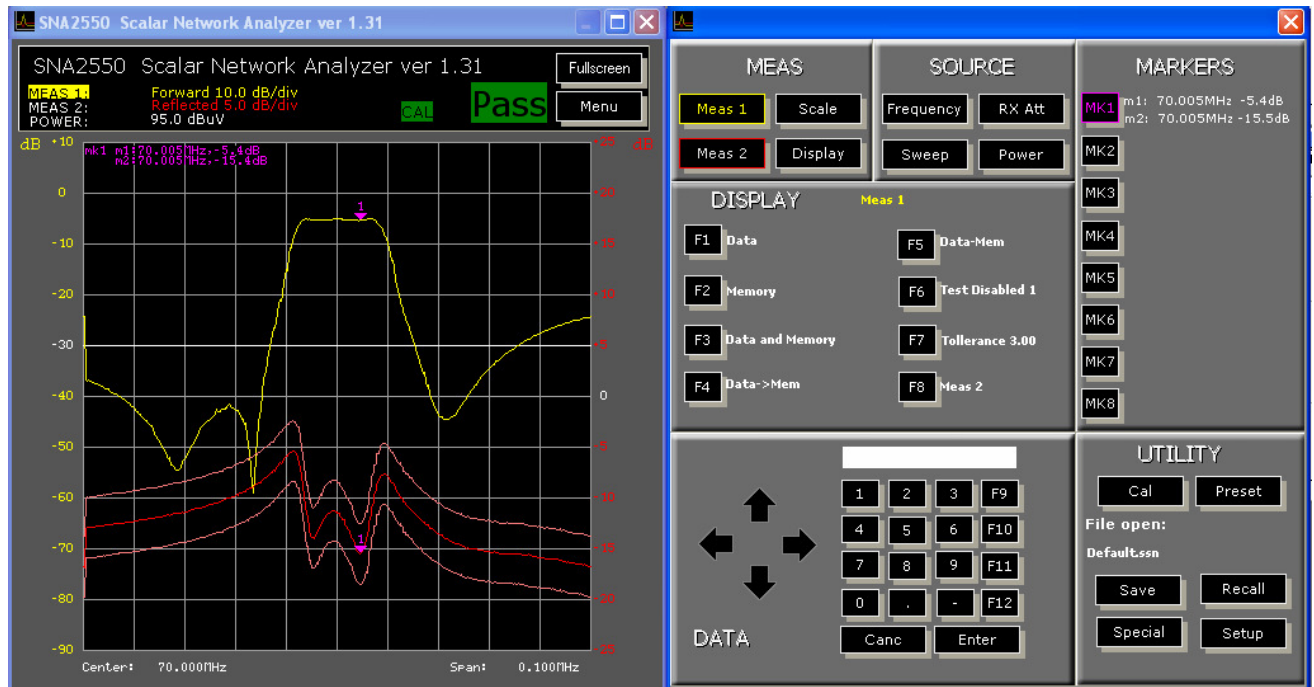 SNA2550 Scalar Network Analyzer ver 1.31
SNA2550 Scalar Network Analyzer ver 1.31
Fullscreen
MEAS 1: Forward 10.0 dB/div
MEAS 2: Reflected 5.0 dB/div
POWER: 95.0 dBuV
CAL
Pass
Menu
dB +10
mk1 m1:70.005MHz;-5.4dB
m2:70.005MHz;-15.4dB
+25 dB
0
+20
1
-10
+15
-20
+10
-30
+5
-40
0
-50
-5
-60
-10
-70
1
-15
-80
-20
-90
-25
Center: 70.000MHz
Span: 0.100MHz
MEAS
Meas 1
Scale
Meas 2
Display
SOURCE
Frequency
RX Att
Sweep
Power
MARKERS
MK1 m1: 70.005MHz -5.4dB
m2: 70.005MHz -15.5dB
MK2
MK3
MK4
MK5
MK6
MK7
MK8
DISPLAY
Meas 1
F1 Data
F5 Data-Mem
F2 Memory
F6 Test Disabled 1
F3 Data and Memory
F7 Tollerance 3.00
F4 Data->Mem
F8 Meas 2
1 2 3 F9
4 5 6 F10
7 8 9 F11
0 . - F12
DATA
Canc
Enter
UTILITY
Cal
Preset
File open:
Default.ssn
Save
Recall
Special
Setup